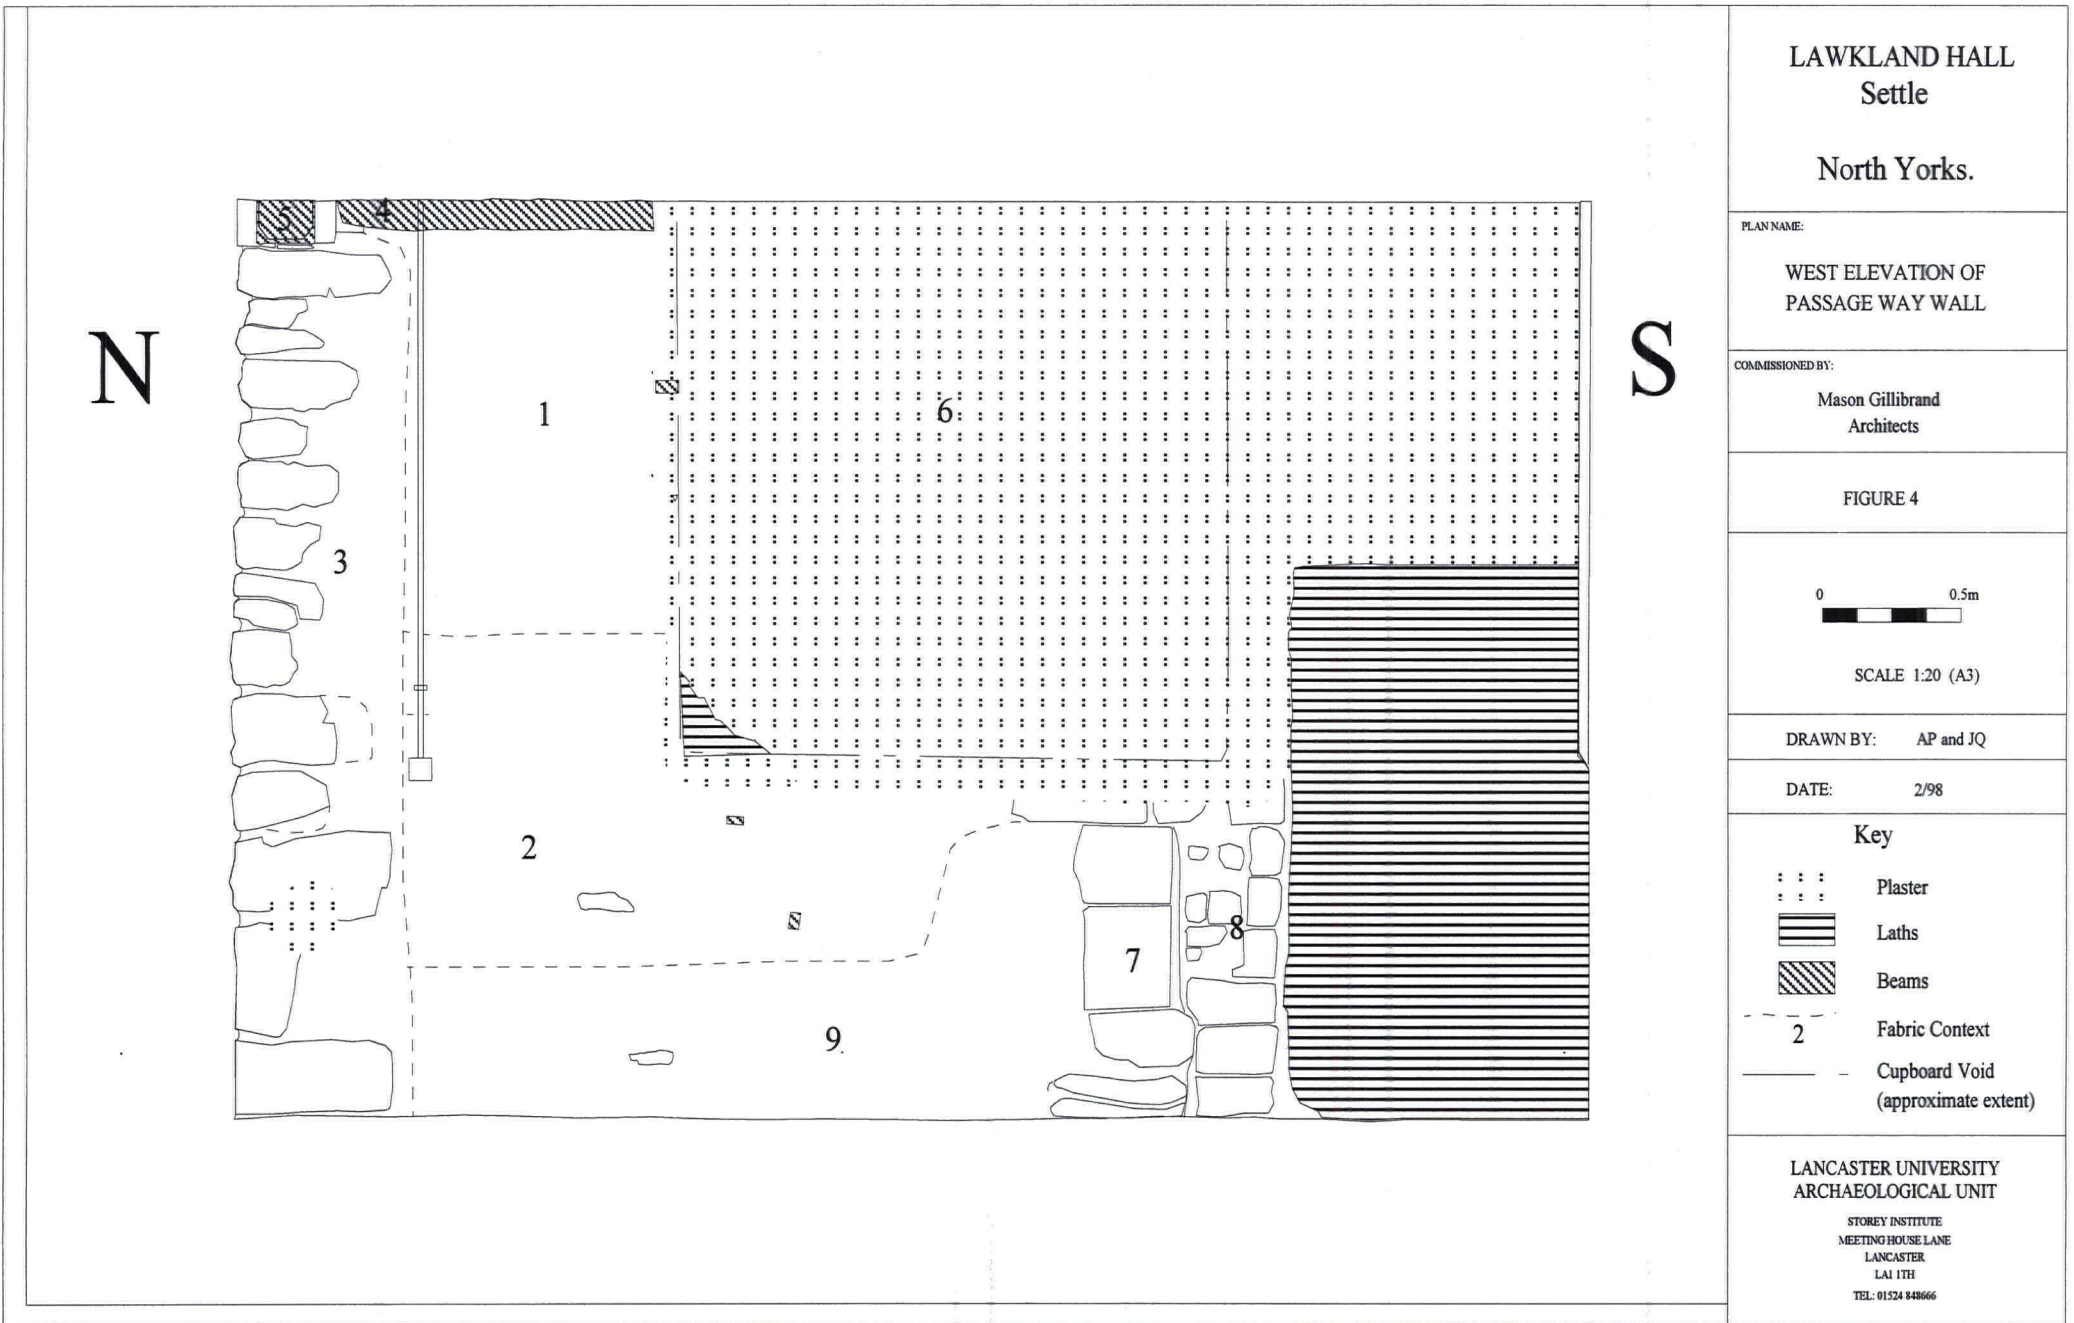 N
S
5
4
1
6
3
2
7
8
9
LAWKLAND HALL
Settle
North Yorks.
PLAN NAME:
WEST ELEVATION OF
PASSAGE WAY WALL
COMMISSIONED BY:
Mason Gillibrand
Architects
FIGURE 4
0 0.5m
SCALE 1:20 (A3)
DRAWN BY: AP and JQ
DATE: 2/98
Key
Plaster
Laths
Beams
2 Fabric Context
Cupboard Void
(approximate extent)
LANCASTER UNIVERSITY
ARCHAEOLOGICAL UNIT
STOREY INSTITUTE
MEETING HOUSE LANE
LANCASTER
LA1 1TH
TEL: 01524 848666